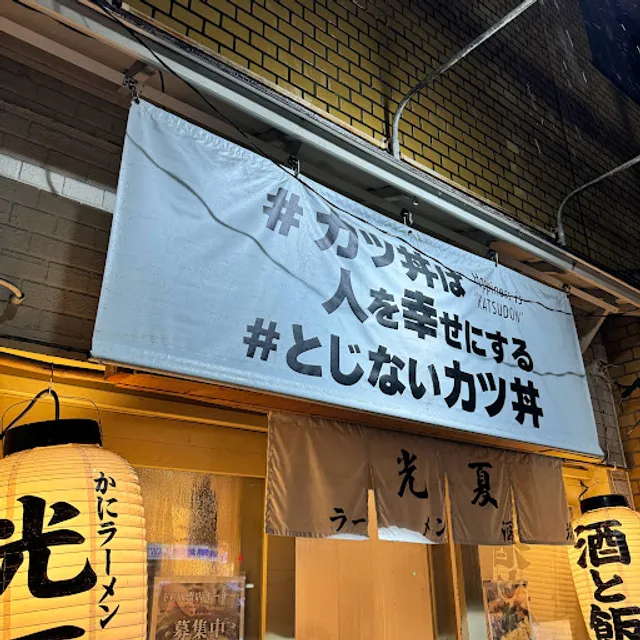 #カツ丼は
人を幸せにする
#とじないカツ丼
KATSUDON
光 夏
ラーメン
かにラーメン
光
酒と飯
募集中